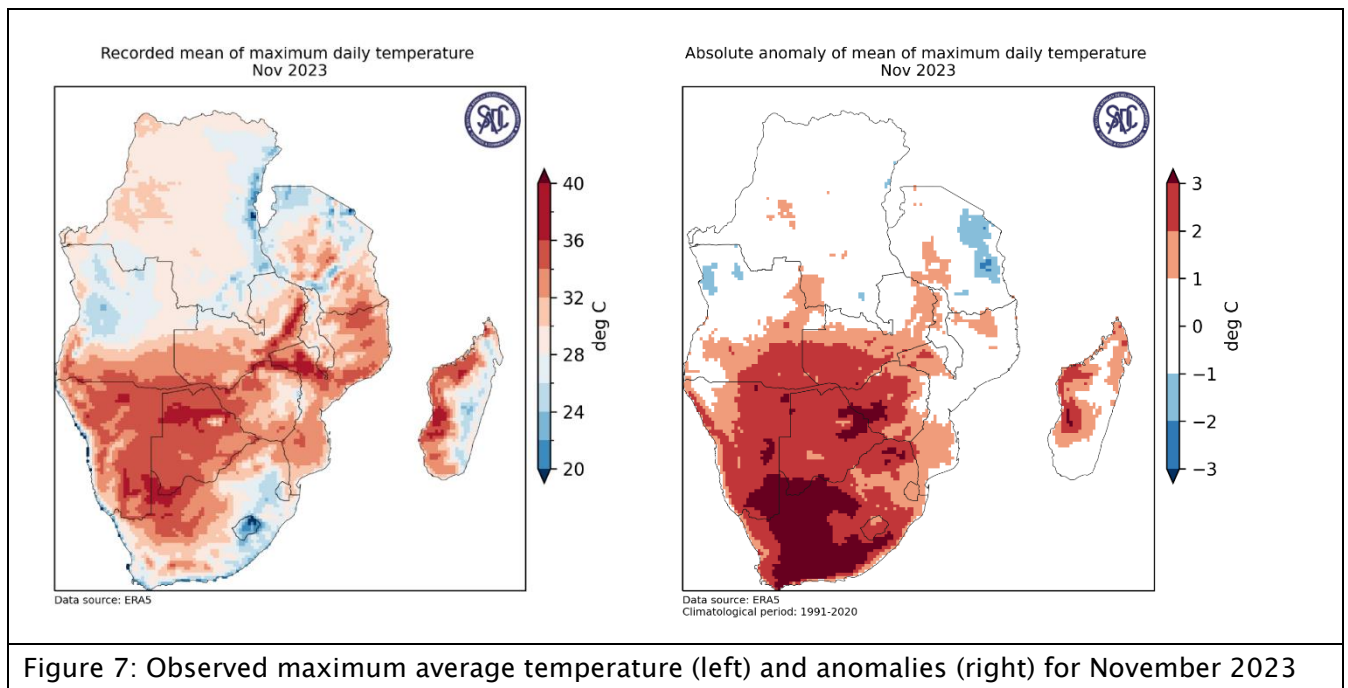 Recorded mean of maximum daily temperature
Nov 2023
SADC
40
36
32
28
24
20
deg C
Data source: ERA5
Absolute anomaly of mean of maximum daily temperature
Nov 2023
SADC
3
2
1
0
−1
−2
−3
deg C
Data source: ERA5
Climatological period: 1991-2020
Figure 7: Observed maximum average temperature (left) and anomalies (right) for November 2023